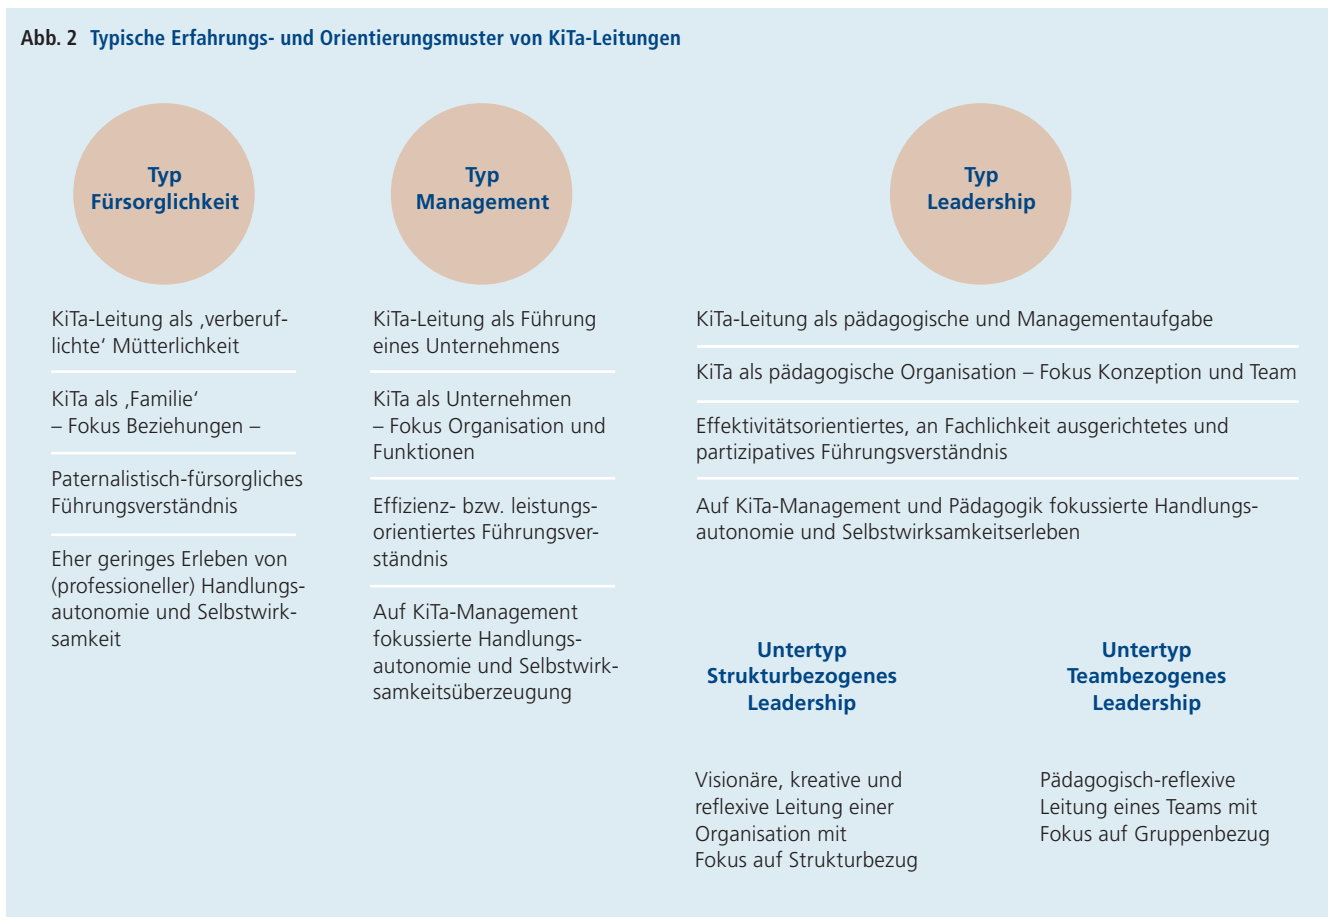 Abb. 2 Typische Erfahrungs- und Orientierungsmuster von KiTa-Leitungen
Typ
Fürsorglichkeit
KiTa-Leitung als ‚verberuf-
lichte‘ Mütterlichkeit
KiTa als ‚Familie‘
– Fokus Beziehungen –
Paternalistisch-fürsorgliches
Führungsverständnis
Eher geringes Erleben von
(professioneller) Handlungs-
autonomie und Selbstwirk-
samkeit
Typ
Management
KiTa-Leitung als Führung
eines Unternehmens
KiTa als Unternehmen
– Fokus Organisation und
Funktionen
Effizienz- bzw. leistungs-
orientiertes Führungsver-
ständnis
Auf KiTa-Management
fokussierte Handlungs-
autonomie und Selbstwirk-
samkeitsüberzeugung
Typ
Leadership
KiTa-Leitung als pädagogische und Managementaufgabe
KiTa als pädagogische Organisation – Fokus Konzeption und Team
Effektivitätsorientiertes, an Fachlichkeit ausgerichtetes und
partizipatives Führungsverständnis
Auf KiTa-Management und Pädagogik fokussierte Handlungs-
autonomie und Selbstwirksamkeitserleben
Untertyp
Strukturbezogenes
Leadership
Visionäre, kreative und
reflexive Leitung einer
Organisation mit
Fokus auf Strukturbezug
Untertyp
Teambezogenes
Leadership
Pädagogisch-reflexive
Leitung eines Teams mit
Fokus auf Gruppenbezug